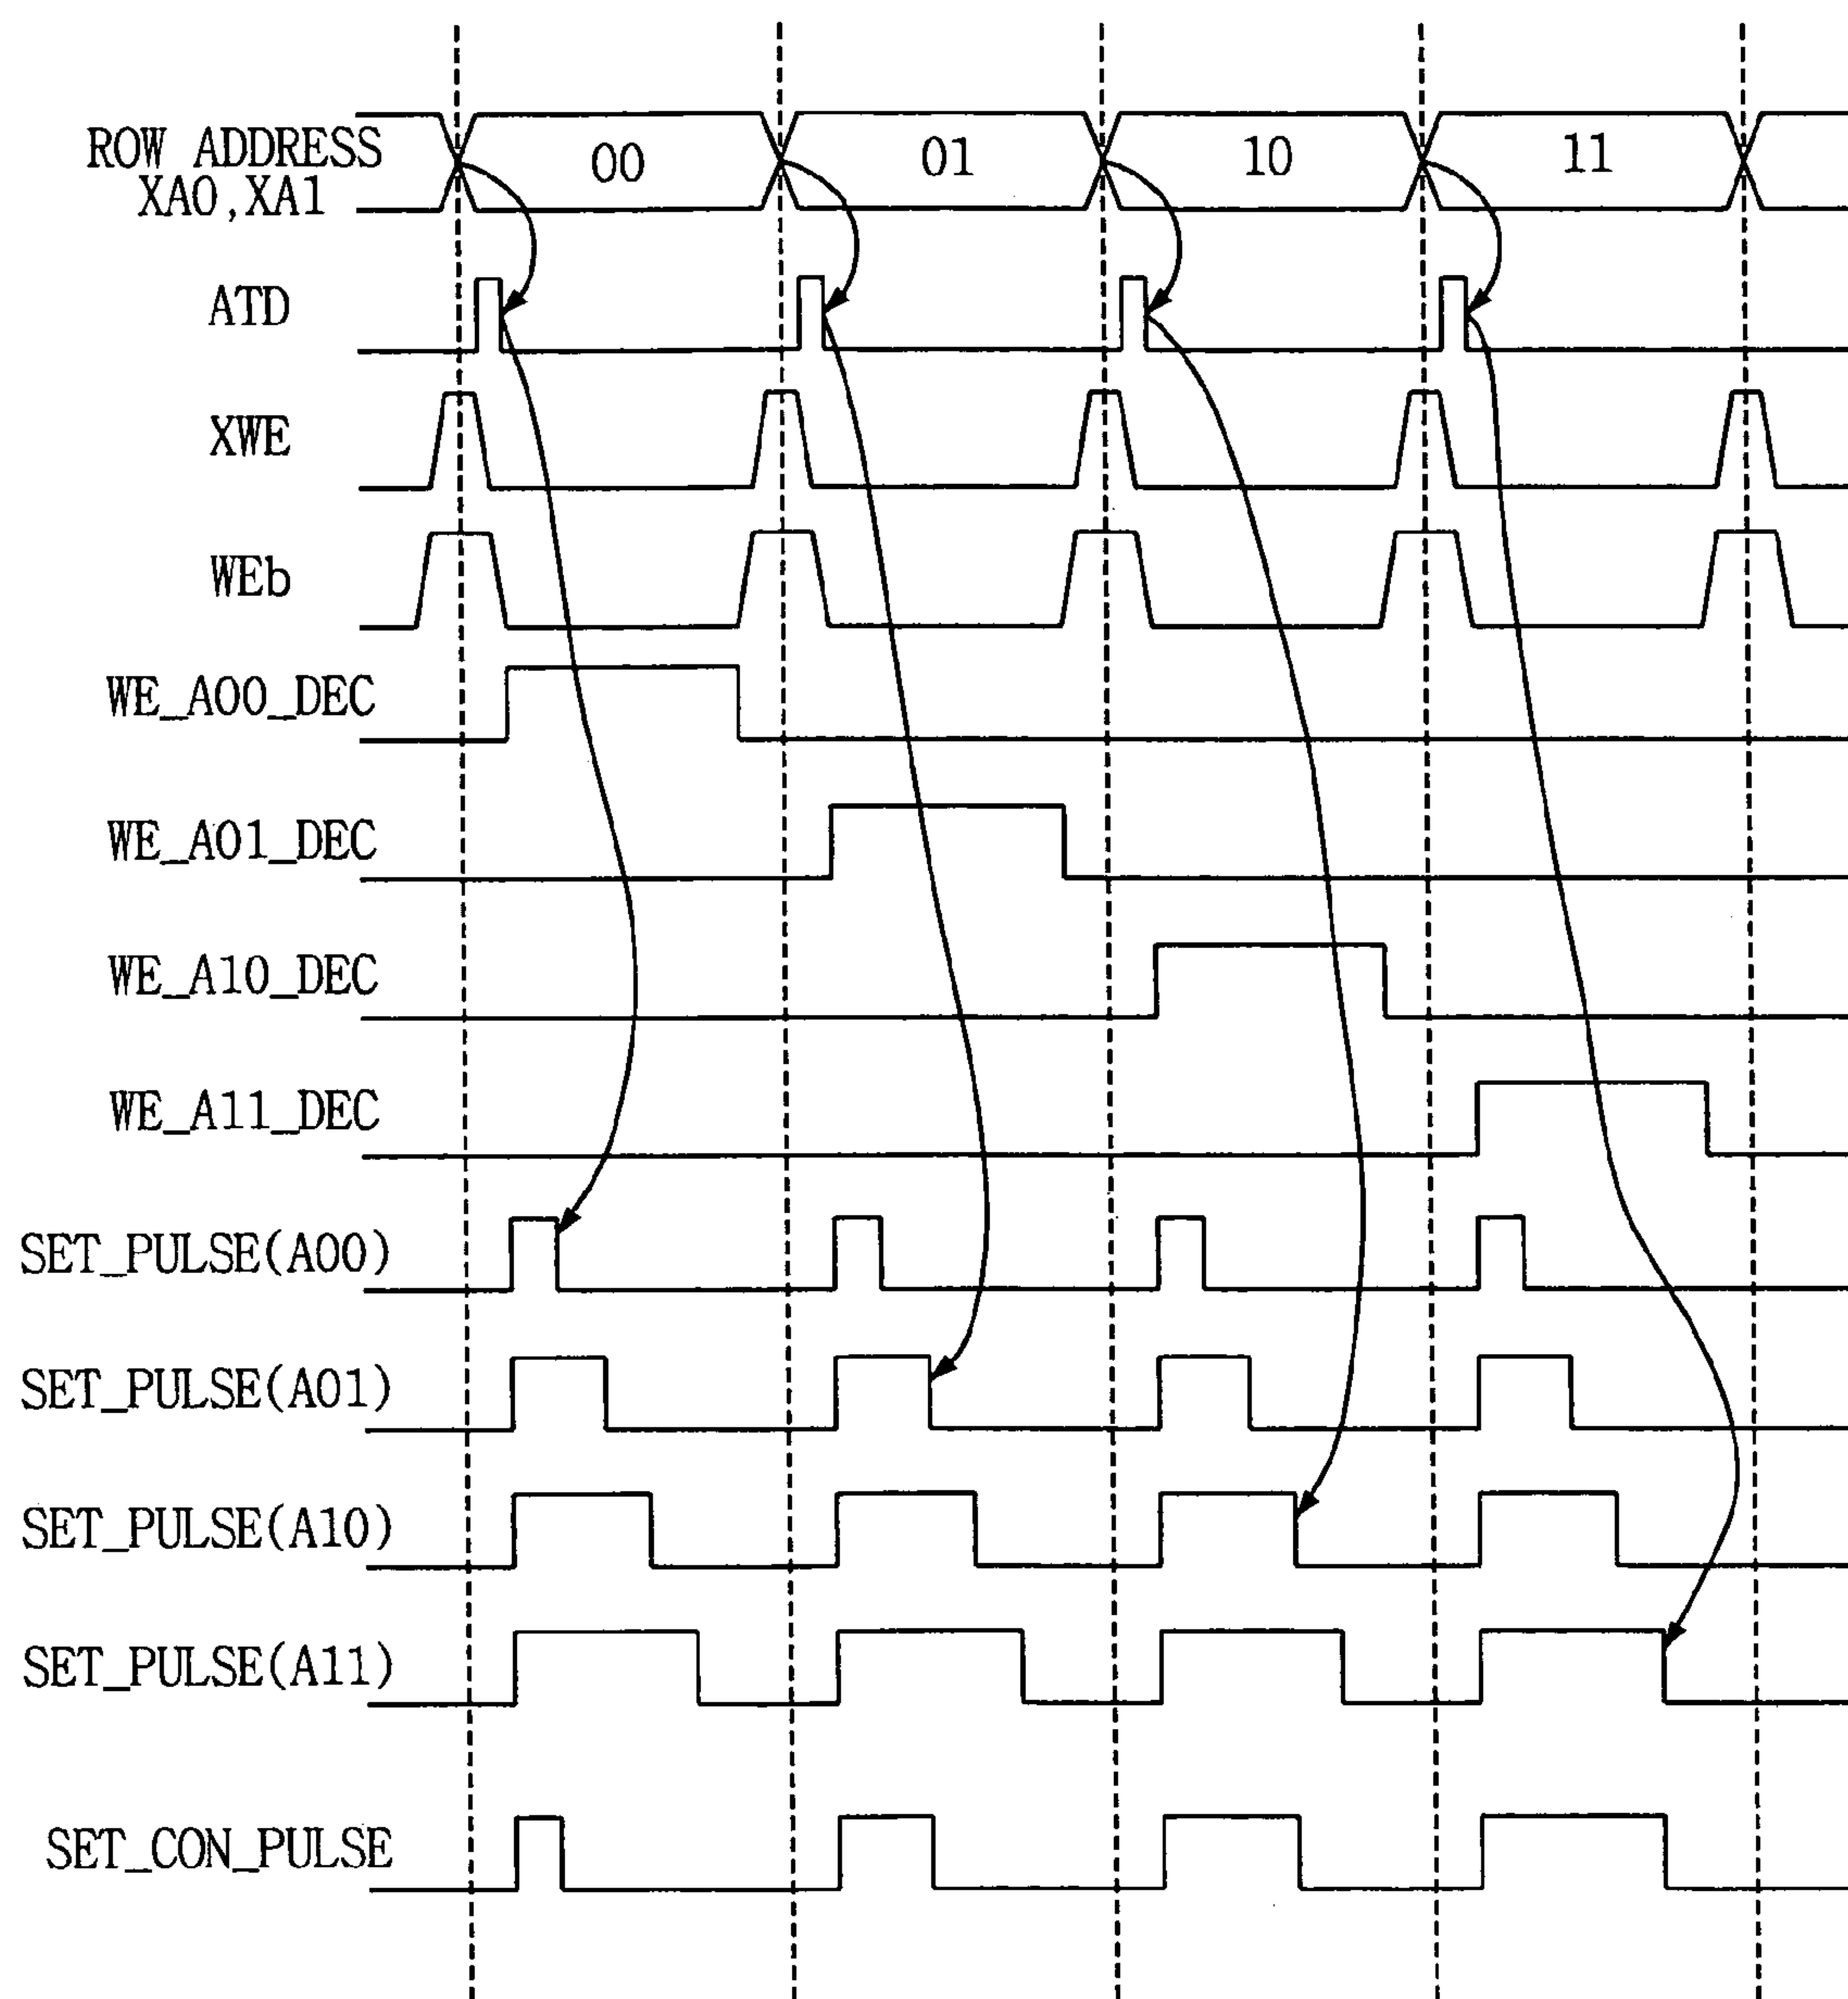 ROW ADDRESS
XA0,XA1
00
01
10
11
ATD
XWE
WEb
WE_A00_DEC
WE_A01_DEC
WE_A10_DEC
WE_A11_DEC
SET_PULSE(A00)
SET_PULSE(A01)
SET_PULSE(A10)
SET_PULSE(A11)
SET_CON_PULSE